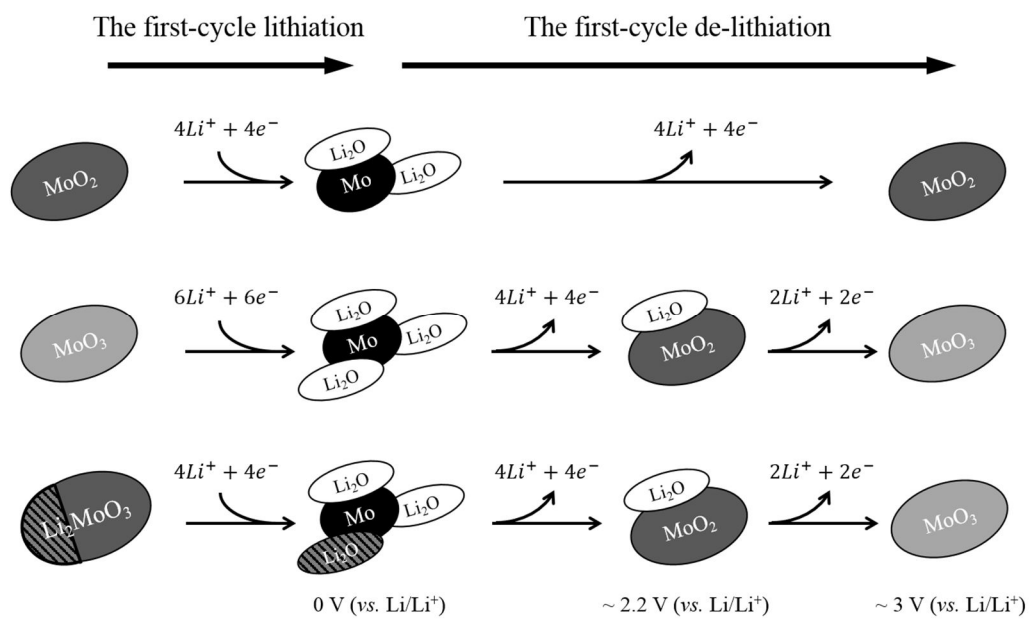 The first-cycle lithiation
The first-cycle de-lithiation
4Li⁺ + 4e⁻
4Li⁺ + 4e⁻
MoO₂
Li₂O
Mo
Li₂O
MoO₂
6Li⁺ + 6e⁻
4Li⁺ + 4e⁻
2Li⁺ + 2e⁻
MoO₃
Li₂O
Mo
Li₂O
Li₂O
Li₂O
MoO₂
MoO₃
4Li⁺ + 4e⁻
4Li⁺ + 4e⁻
2Li⁺ + 2e⁻
Li₂MoO₃
Li₂O
Mo
Li₂O
Li₂O
Li₂O
MoO₂
MoO₃
0 V (vs. Li/Li⁺)
~ 2.2 V (vs. Li/Li⁺)
~ 3 V (vs. Li/Li⁺)